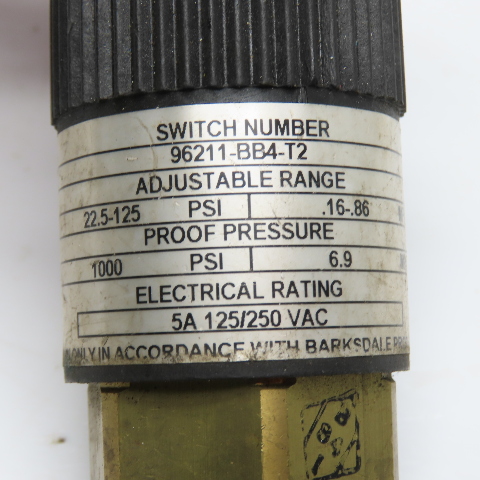 SWITCH NUMBER
96211-BB4-T2
ADJUSTABLE RANGE
22.5-125 PSI .16-.86
PROOF PRESSURE
1000 PSI 6.9
ELECTRICAL RATING
5A 125/250 VAC
ONLY IN ACCORDANCE WITH BARKSDALE